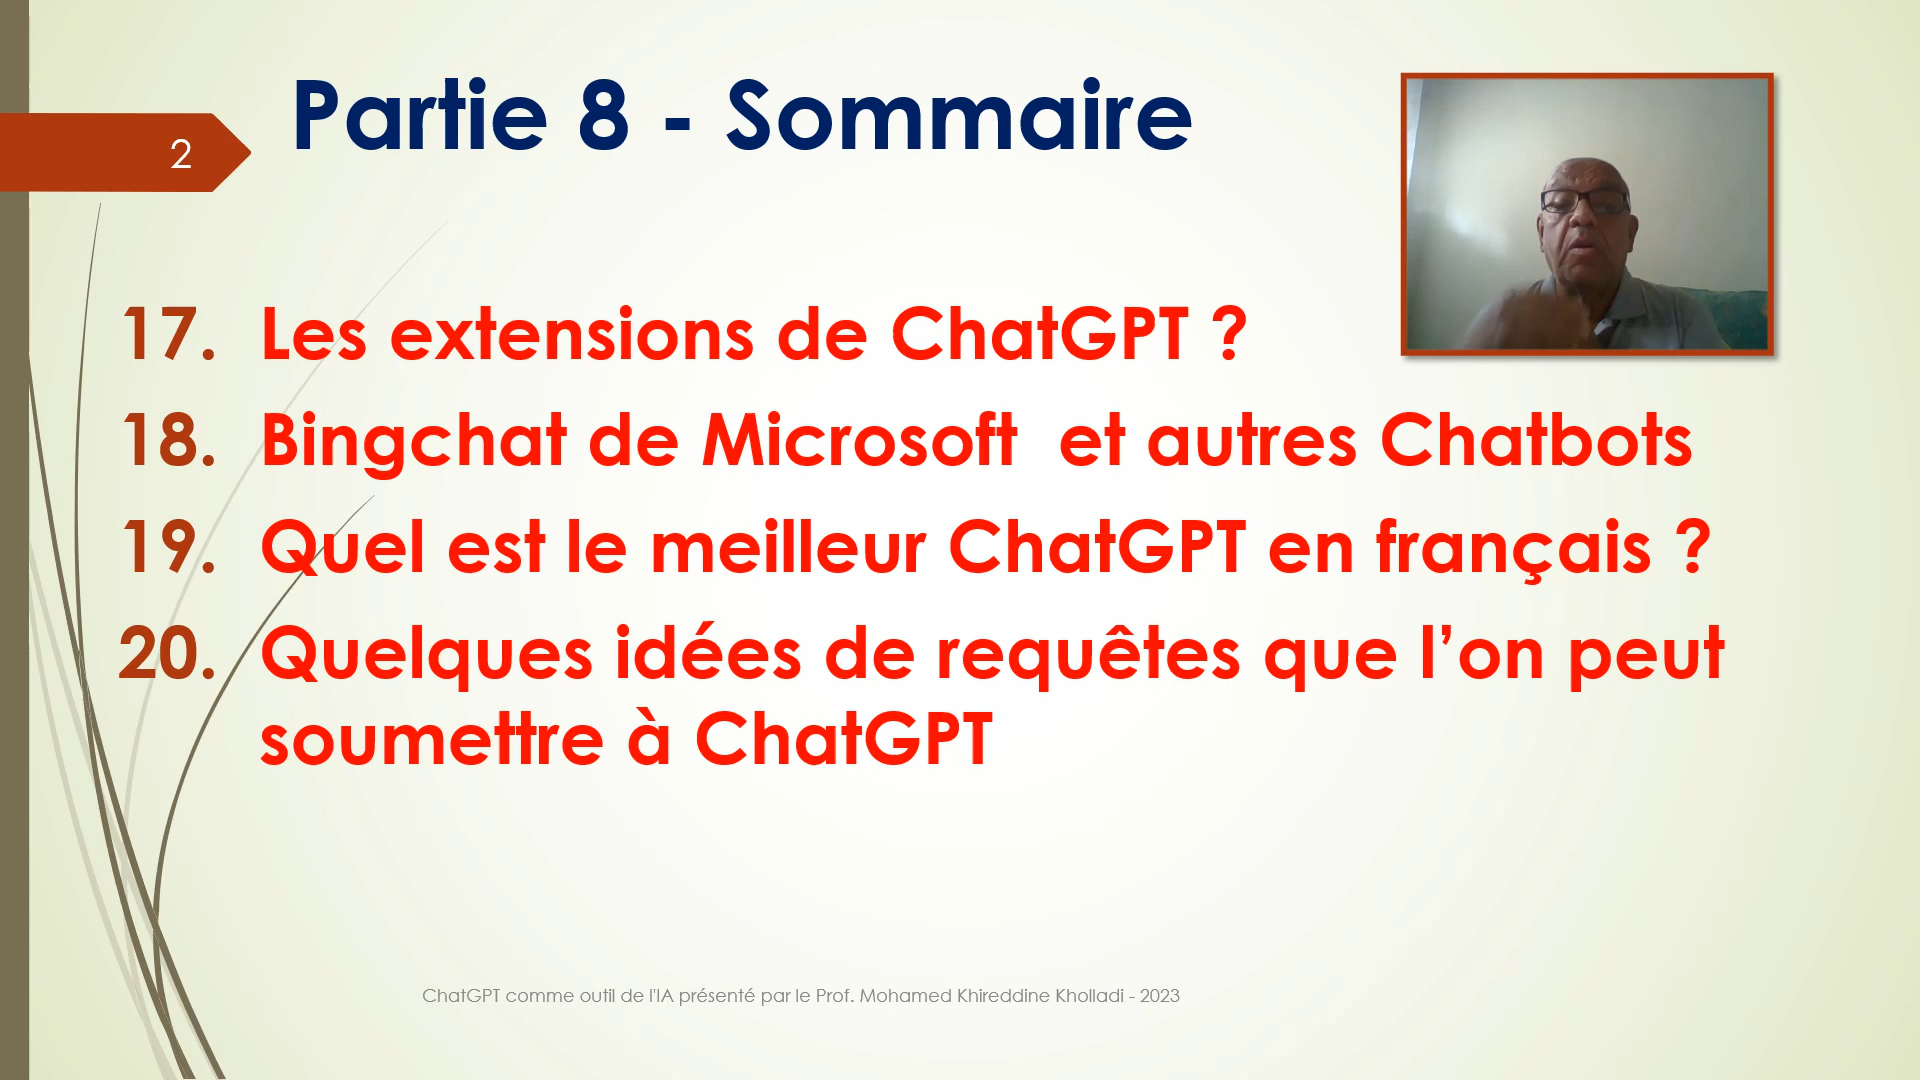 Partie 8 - Sommaire
2
17. Les extensions de ChatGPT ?
18. Bingchat de Microsoft et autres Chatbots
19. Quel est le meilleur ChatGPT en français ?
20. Quelques idées de requêtes que l’on peut
soumettre à ChatGPT
ChatGPT comme outil de l'IA présenté par le Prof. Mohamed Khireddine Kholladi - 2023